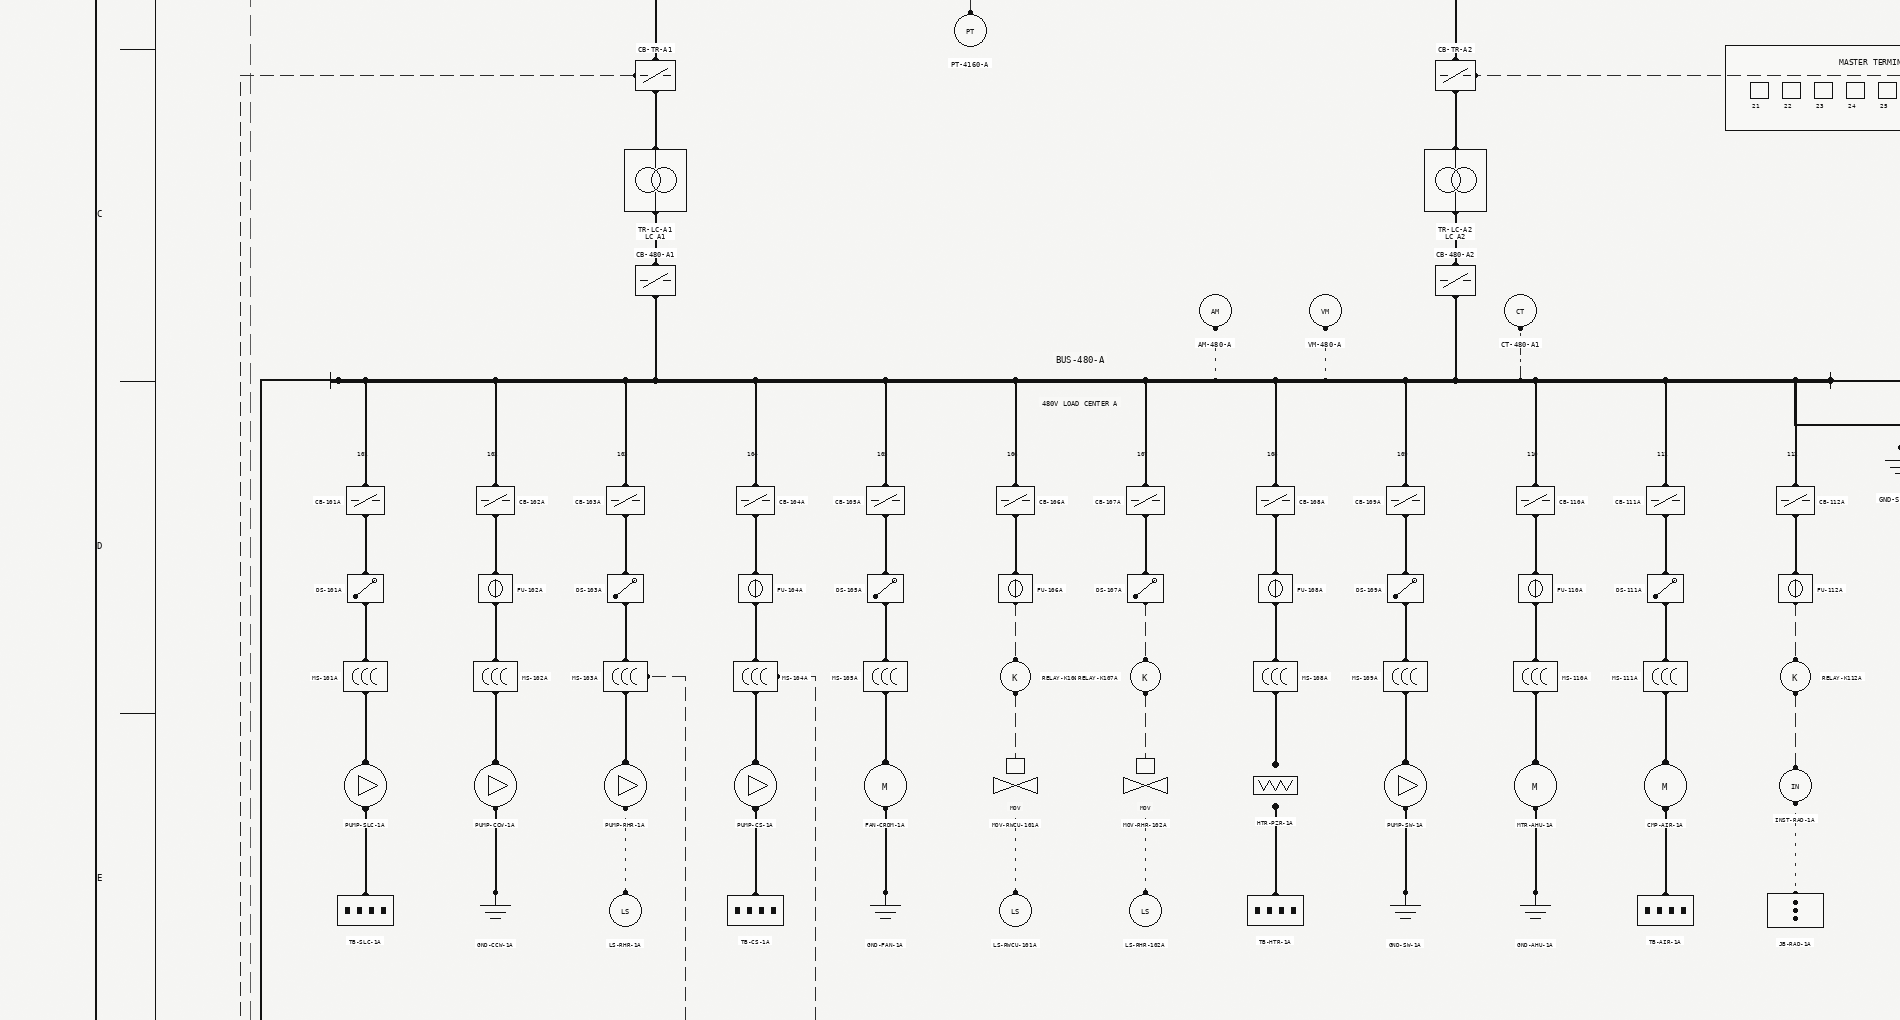 CB-TR-A1
CB-TR-A2
PT
PT-4160-A
MASTER TERMIN
21 22 23 24 25
C
TR-LC-A1
LC A1
TR-LC-A2
LC A2
CB-480-A1
CB-480-A2
AM
VM
CT
AM-480-A
VM-480-A
CT-480-A1
BUS-480-A
480V LOAD CENTER A
CB-101A
CB-102A
CB-103A
CB-104A
CB-105A
CB-106A
CB-107A
CB-108A
CB-109A
CB-110A
CB-111A
CB-112A
GND-S
D
DS-101A
FU-102A
DS-103A
FU-104A
DS-105A
FU-106A
DS-107A
FU-108A
DS-109A
FU-110A
DS-111A
FU-112A
MS-101A
MS-102A
MS-103A
MS-104A
MS-105A
K
RELAY-K107A
K
MS-108A
MS-109A
MS-110A
MS-111A
K
RELAY-K112A
M
M
M
IN
MOV
MOV
PUMP-SLC-1A
PUMP-CCW-1A
PUMP-RHR-1A
PUMP-CS-1A
FAN-CRDM-1A
MOV-RWCU-101A
MOV-RHR-102A
HTR-PZR-1A
PUMP-SW-1A
MTR-AHU-1A
CMP-AIR-1A
INST-RAD-1A
E
LS
LS
LS
TB-SLC-1A
GND-CCW-1A
LS-RHR-1A
TB-CS-1A
GND-FAN-1A
LS-RWCU-101A
LS-RHR-102A
TB-HTR-1A
GND-SW-1A
GND-AHU-1A
TB-AIR-1A
JB-RAD-1A